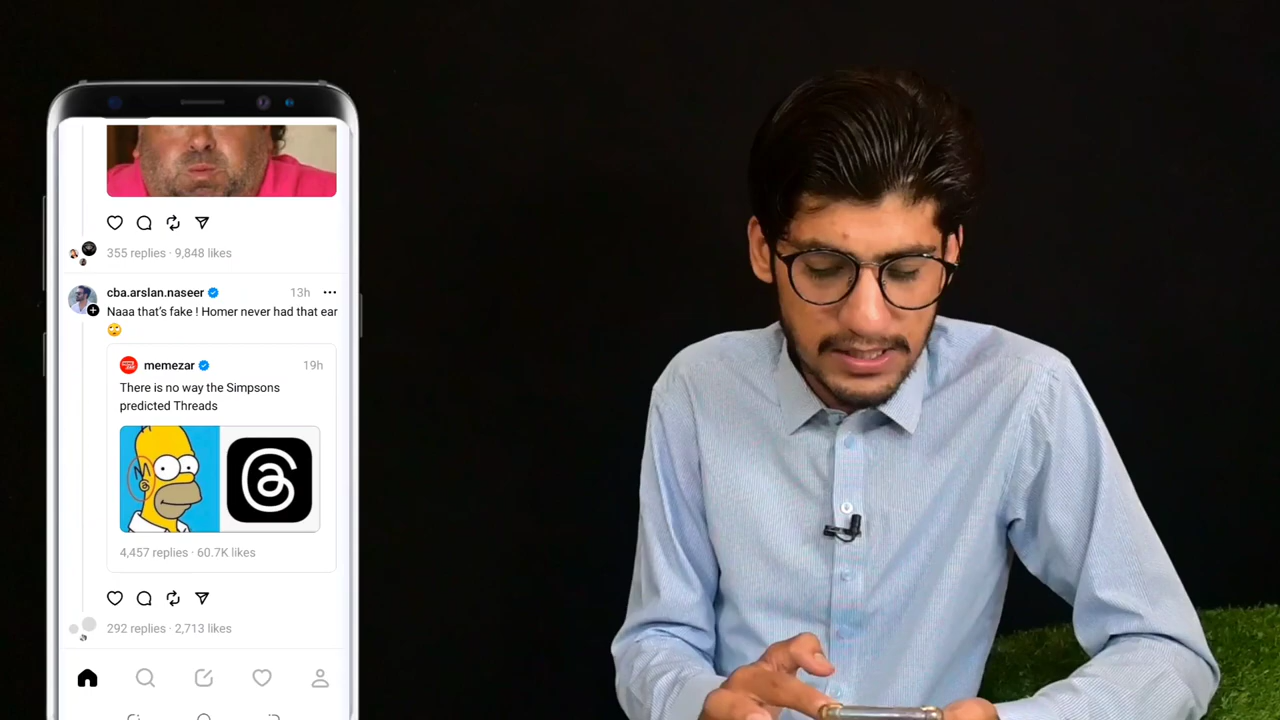 355 replies · 9,848 likes
cba.arslan.naseer 13h
Naaa that's fake ! Homer never had that ear
🙄
memezar 19h
There is no way the Simpsons
predicted Threads
4,457 replies · 60.7K likes
292 replies · 2,713 likes